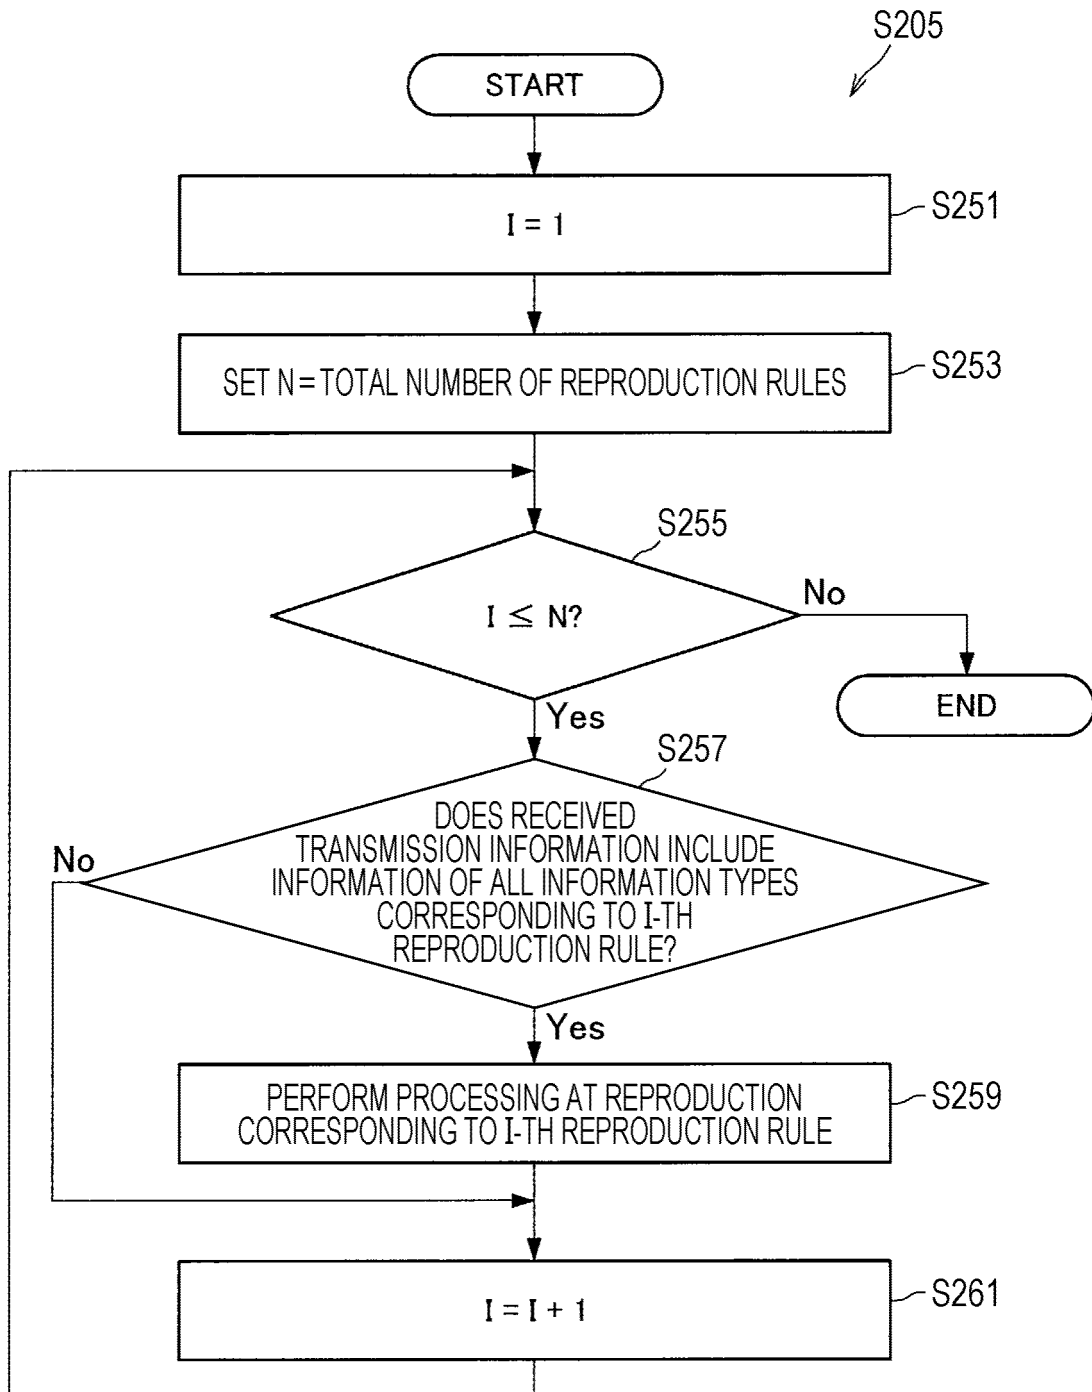 S205
START
I = 1
S251
SET N = TOTAL NUMBER OF REPRODUCTION RULES
S253
S255
I ≤ N?
No
END
Yes
S257
DOES RECEIVED
TRANSMISSION INFORMATION INCLUDE
INFORMATION OF ALL INFORMATION TYPES
CORRESPONDING TO I-TH
REPRODUCTION RULE?
No
Yes
PERFORM PROCESSING AT REPRODUCTION
CORRESPONDING TO I-TH REPRODUCTION RULE
S259
I = I + 1
S261